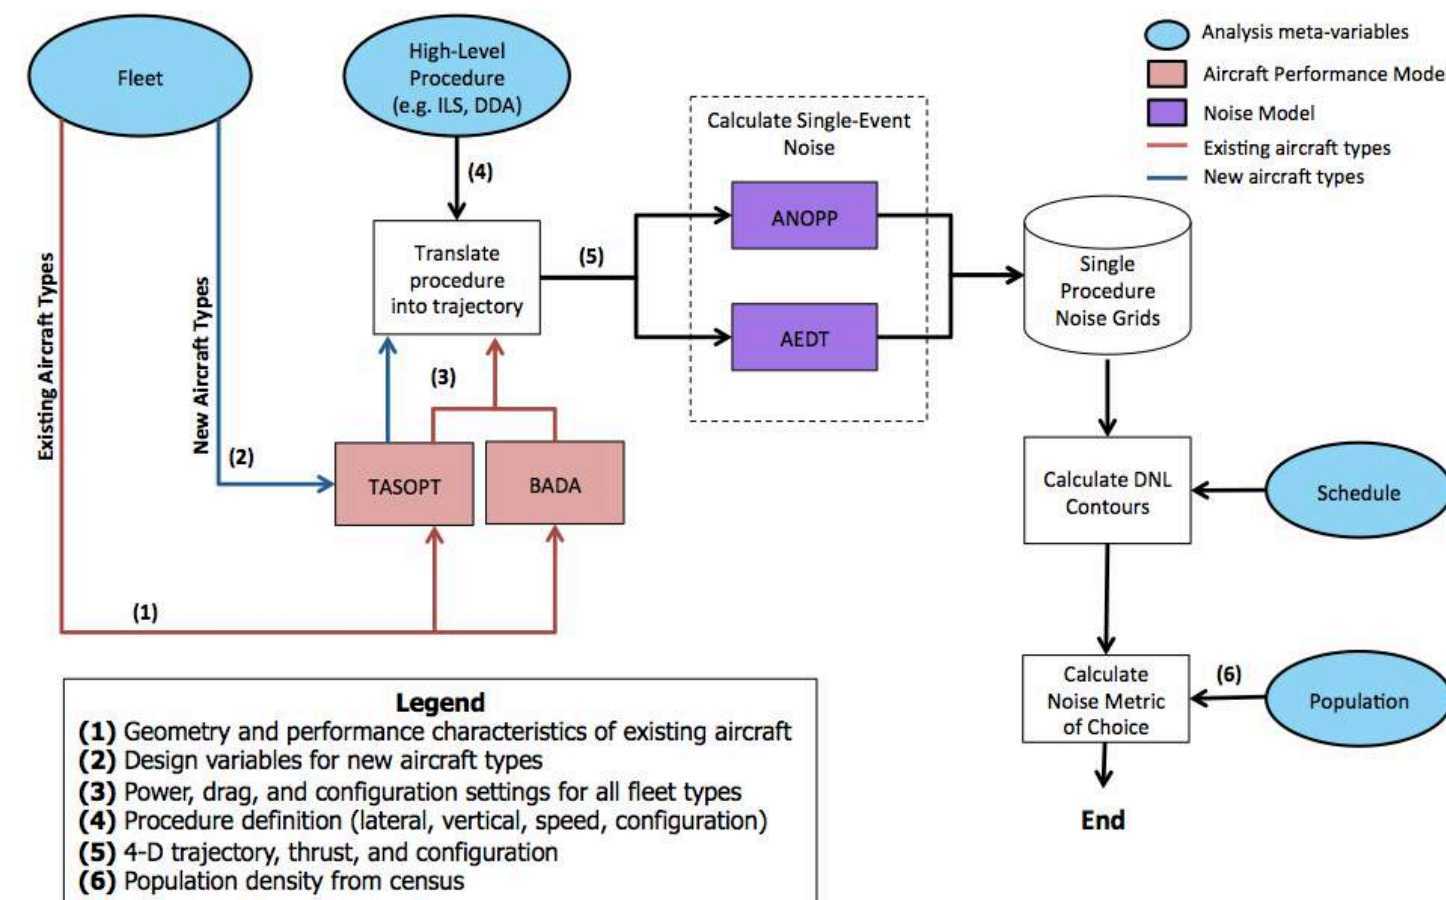 Fleet
High-Level
Procedure
(e.g. ILS, DDA)
Analysis meta-variables
Aircraft Performance Model
Noise Model
Existing aircraft types
New aircraft types
Calculate Single-Event
Noise
(4)
ANOPP
Translate
procedure
into trajectory
(5)
Single
Procedure
Noise Grids
AEDT
Existing Aircraft Types
New Aircraft Types
(3)
(2)
TASOPT
BADA
Calculate DNL
Contours
Schedule
(1)
Calculate
Noise Metric
of Choice
(6)
Population
End
Legend
(1) Geometry and performance characteristics of existing aircraft
(2) Design variables for new aircraft types
(3) Power, drag, and configuration settings for all fleet types
(4) Procedure definition (lateral, vertical, speed, configuration)
(5) 4-D trajectory, thrust, and configuration
(6) Population density from census